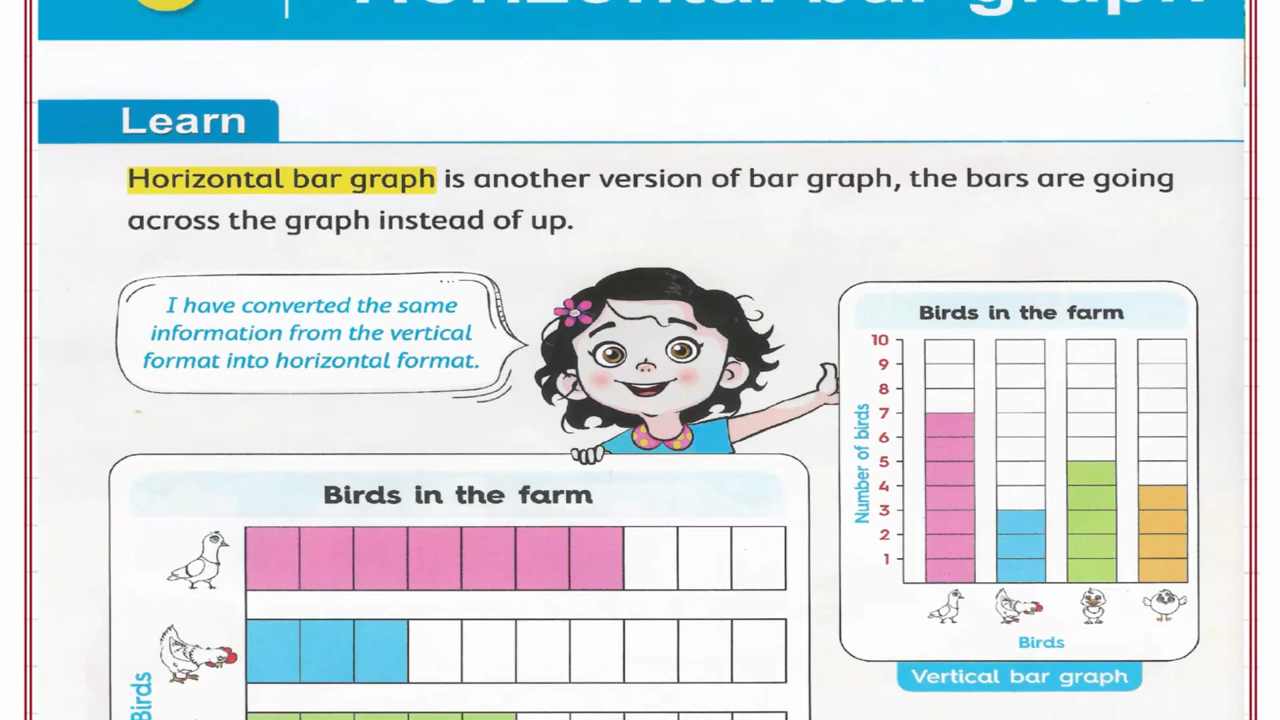 Horizontal bar graph
Learn
Horizontal bar graph is another version of bar graph, the bars are going
across the graph instead of up.
I have converted the same
information from the vertical
format into horizontal format.
Birds in the farm
Birds
Birds in the farm
10
9
8
7
6
5
4
3
2
1
Number of birds
Birds
Vertical bar graph